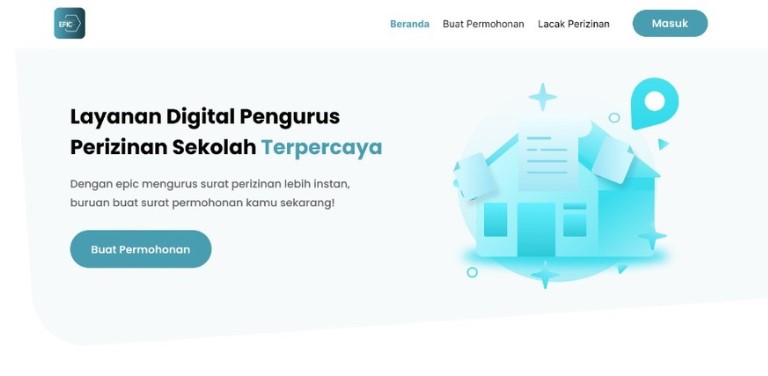 EPIC
Beranda Buat Permohonan Lacak Perizinan Masuk
Layanan Digital Pengurus
Perizinan Sekolah Terpercaya
Dengan epic mengurus surat perizinan lebih instan,
buruan buat surat permohonan kamu sekarang!
Buat Permohonan